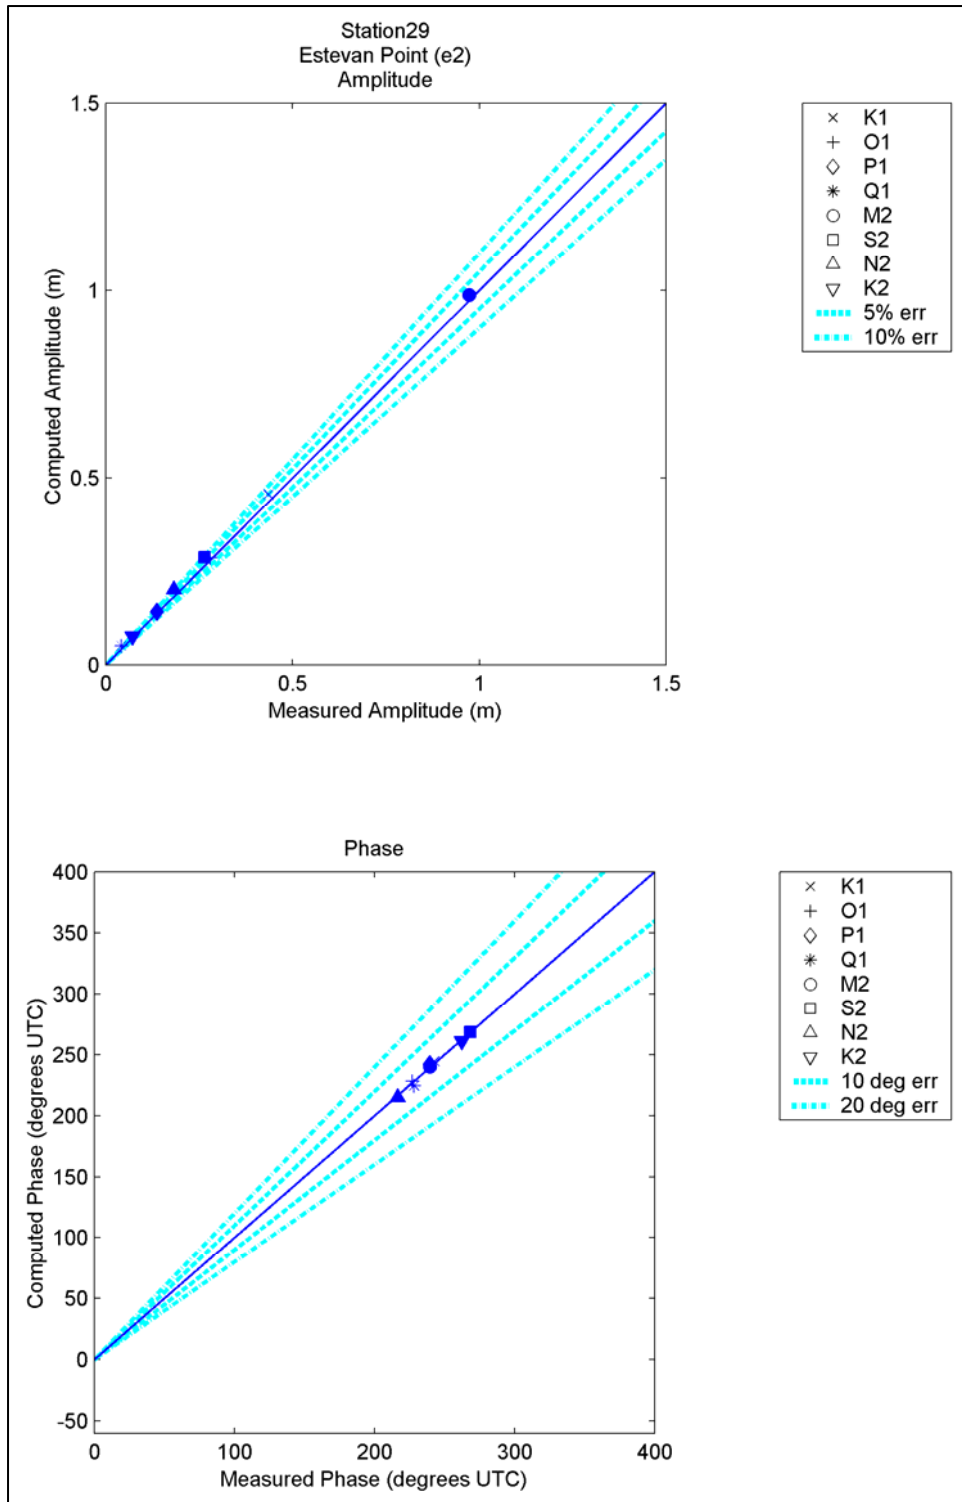 Station29
Estevan Point (e2)
Amplitude
1.5
1
0.5
0
0
0.5
1
1.5
Computed Amplitude (m)
Measured Amplitude (m)
K1
O1
P1
Q1
M2
S2
N2
K2
5% err
10% err
Phase
400
350
300
250
200
150
100
50
0
-50
0
100
200
300
400
Computed Phase (degrees UTC)
Measured Phase (degrees UTC)
K1
O1
P1
Q1
M2
S2
N2
K2
10 deg err
20 deg err